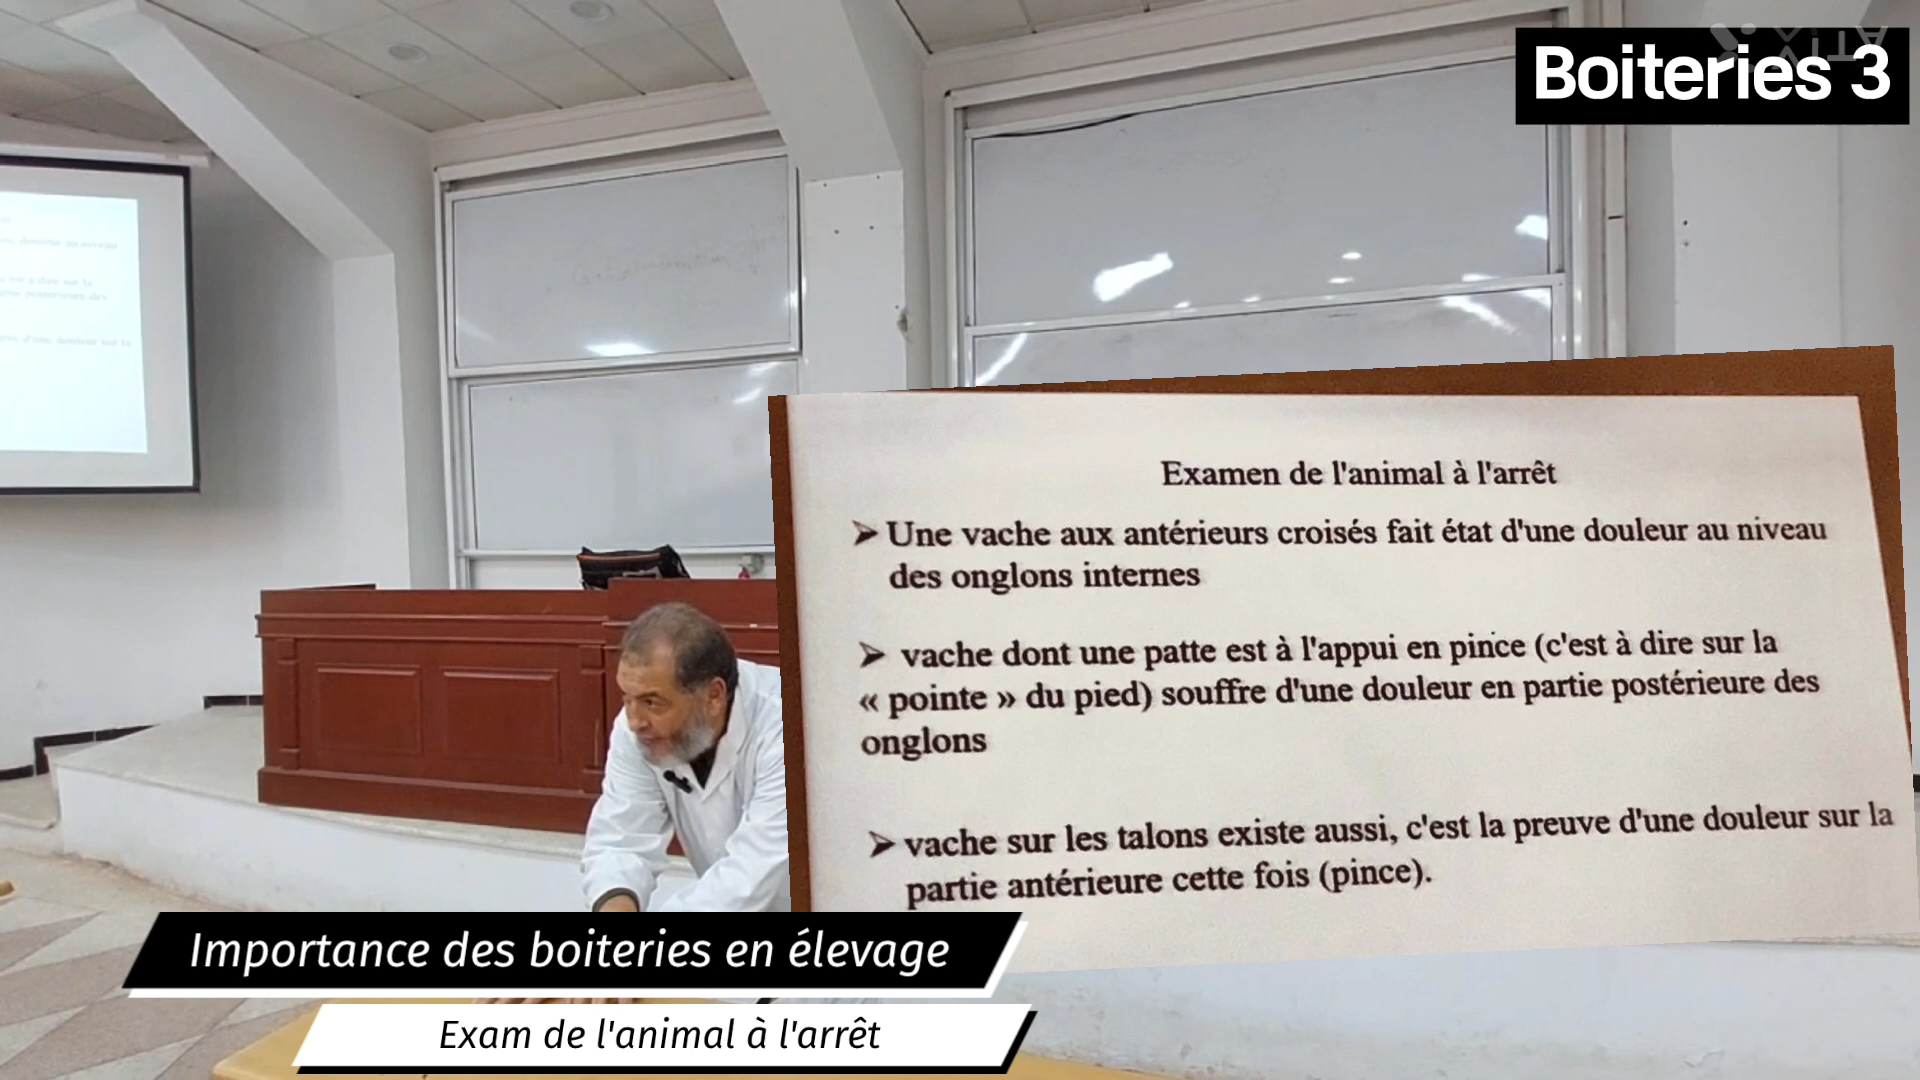 Boiteries 3
Examen de l'animal à l'arrêt
➤ Une vache aux antérieurs croisés fait état d'une douleur au niveau
des onglons internes
➤ vache dont une patte est à l'appui en pince (c'est à dire sur la
« pointe » du pied) souffre d'une douleur en partie postérieure des
onglons
➤ vache sur les talons existe aussi, c'est la preuve d'une douleur sur la
partie antérieure cette fois (pince).
Importance des boiteries en élevage
Exam de l'animal à l'arrêt